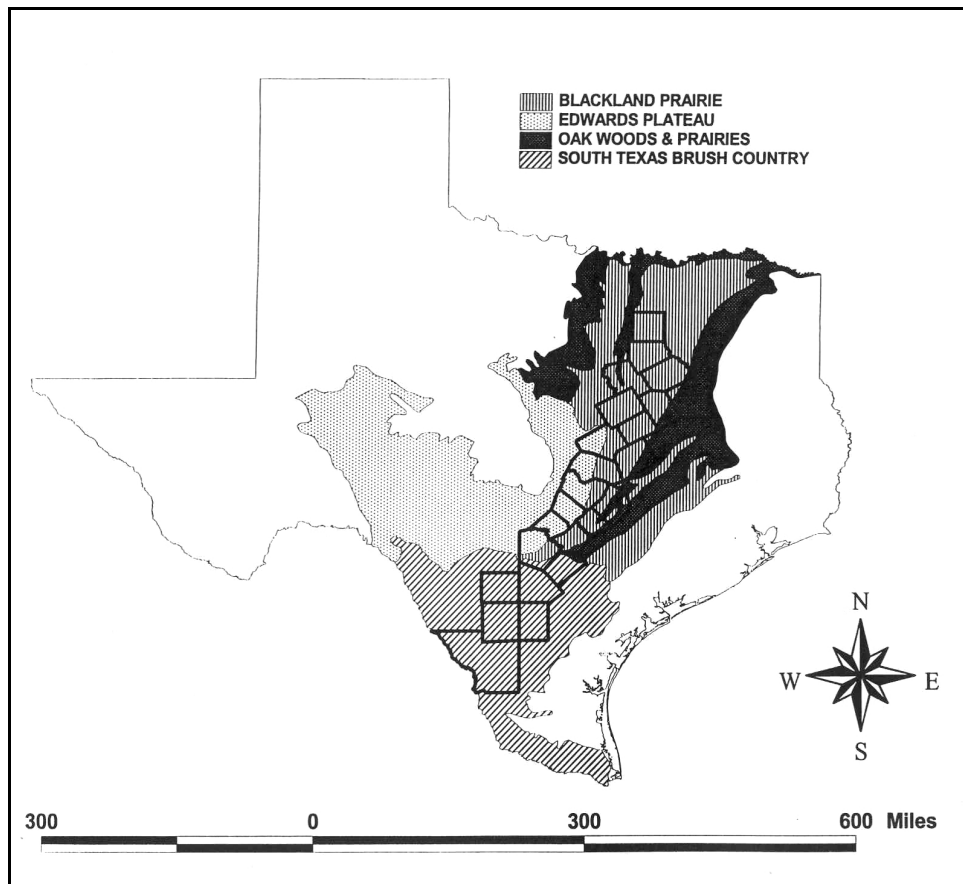 BLACKLAND PRAIRIE
EDWARDS PLATEAU
OAK WOODS & PRAIRIES
SOUTH TEXAS BRUSH COUNTRY
N
W E
S
300 0 300 600 Miles